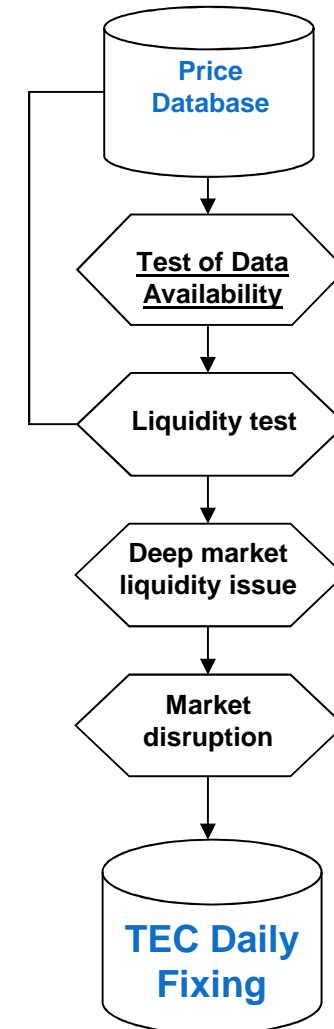 Price
Database
Test of Data
Availability
Liquidity test
Deep market
liquidity issue
Market
disruption
TEC Daily
Fixing